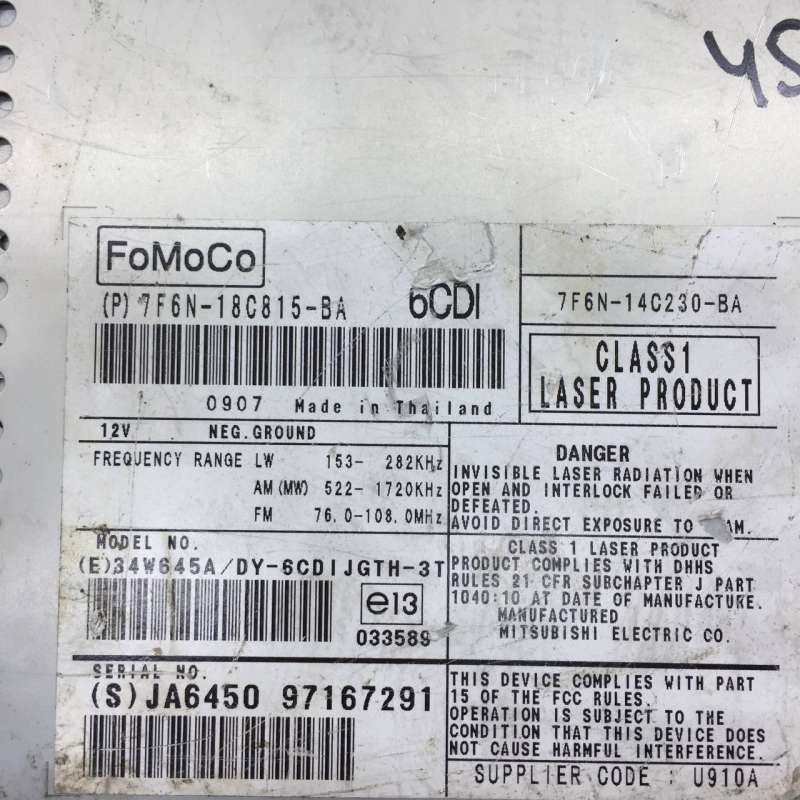 YS
FoMoCo
(P) 7F6N-18C815-BA 6CDI
0907 Made in Thailand
7F6N-14C230-BA
CLASS1
LASER PRODUCT
12V NEG.GROUND
FREQUENCY RANGE LW 153- 282KHz
AM(MW) 522- 1720KHz
FM 76.0-108.0MHz
DANGER
INVISIBLE LASER RADIATION WHEN
OPEN AND INTERLOCK FAILED OR
DEFEATED.
AVOID DIRECT EXPOSURE TO
MODEL NO.
(E)34W645A/DY-6CDIJGTH-3T
e13
033589
CLASS 1 LASER PRODUCT
PRODUCT COMPLIES WITH DHHS
RULES 21 CFR SUBCHAPTER J PART
1040:10 AT DATE OF MANUFACTURE.
MANUFACTURED
MITSUBISHI ELECTRIC CO.
SERIAL NO.
(S)JA6450 97167291
THIS DEVICE COMPLIES WITH PART
15 OF THE FCC RULES.
OPERATION IS SUBJECT TO THE
CONDITION THAT THIS DEVICE DOES
NOT CAUSE HARMFUL INTERFERENCE.
SUPPLIER CODE : U910A